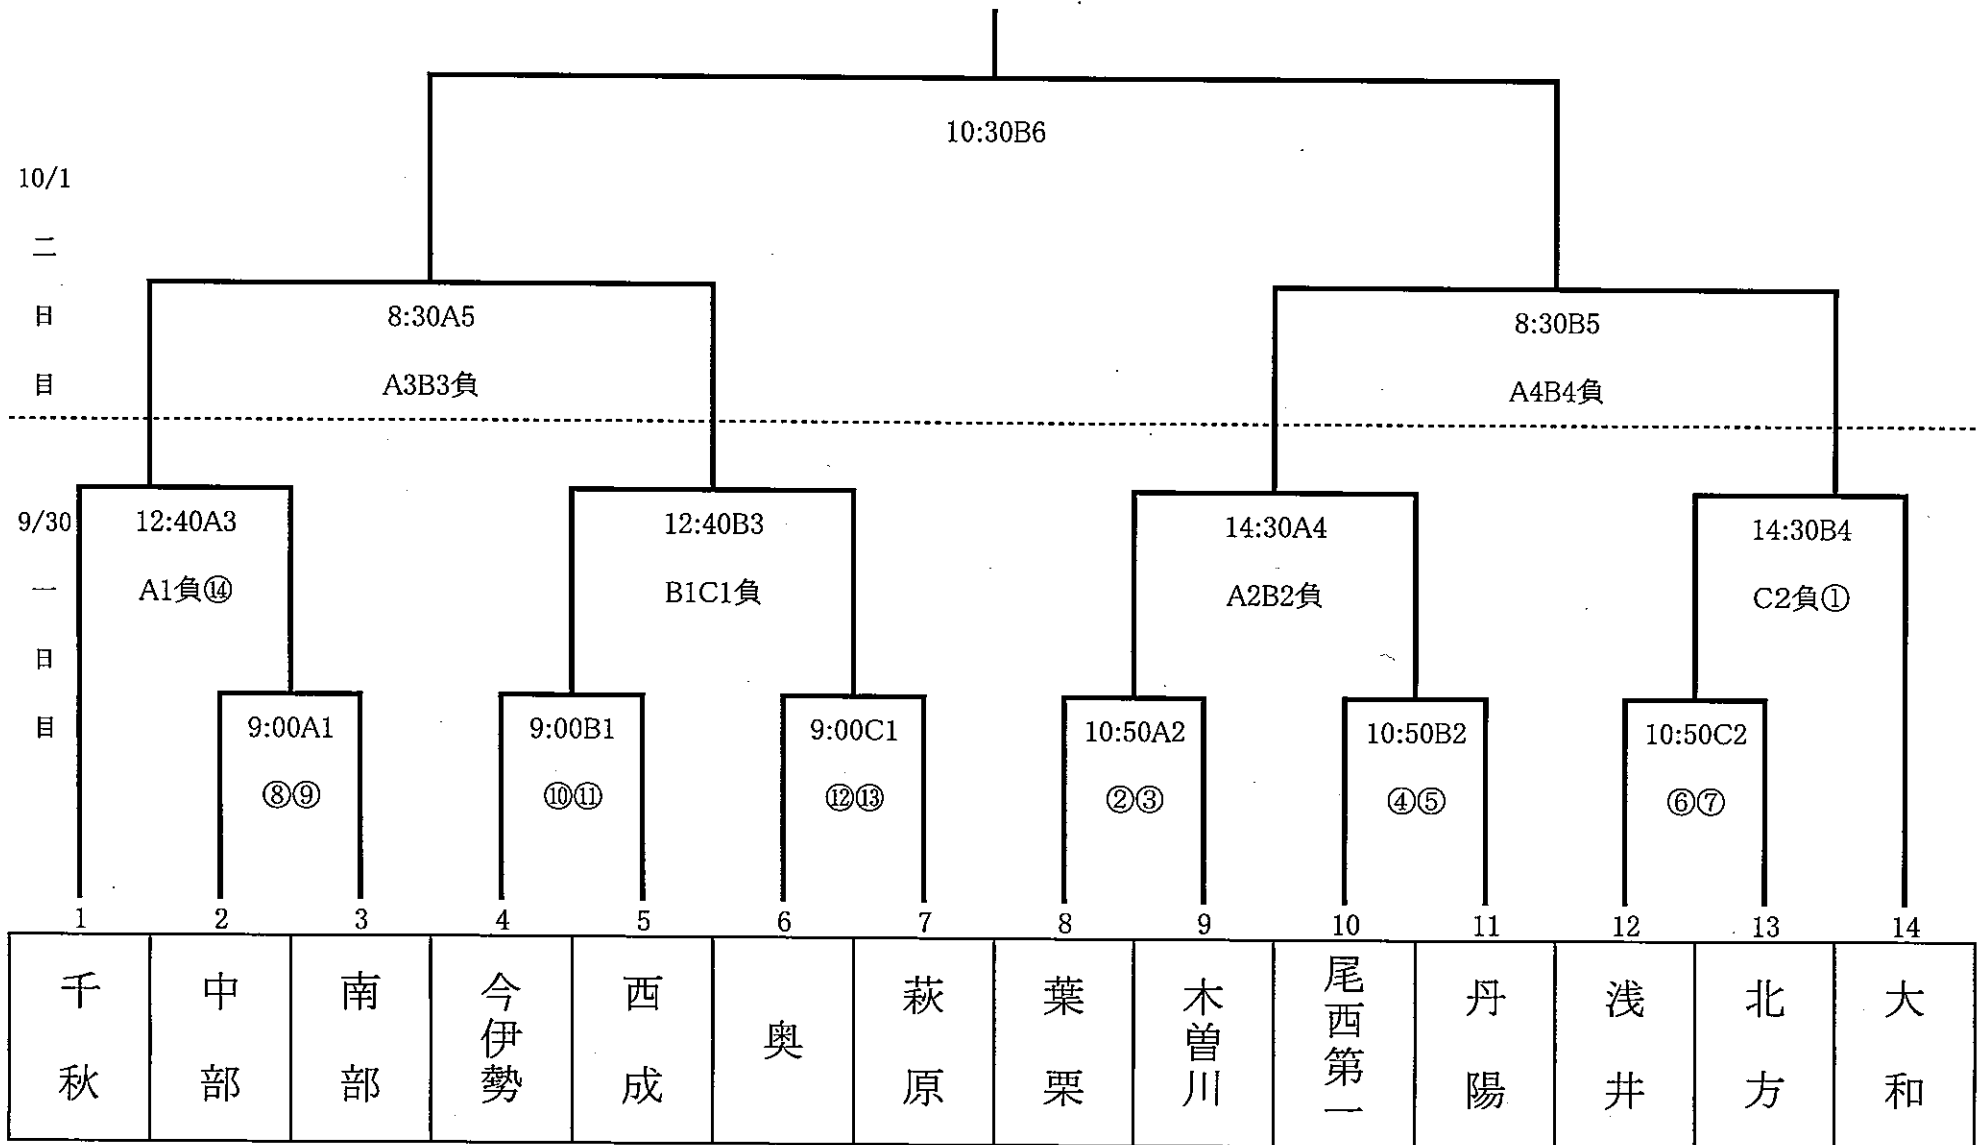 10:30B6
10/1
二日目
8:30A5
8:30B5
A3B3負
A4B4負
9/30
一日目
12:40A3
12:40B3
14:30A4
14:30B4
A1負⑭
B1C1負
A2B2負
C2負①
9:00A1
9:00B1
9:00C1
10:50A2
10:50B2
10:50C2
⑧⑨
⑩⑪
⑫⑬
②③
④⑤
⑥⑦
1
2
3
4
5
6
7
8
9
10
11
12
13
14
千秋
中部
南部
今伊勢
西成
奥
萩原
葉栗
木曽川
尾西第一
丹陽
浅井
北方
大和